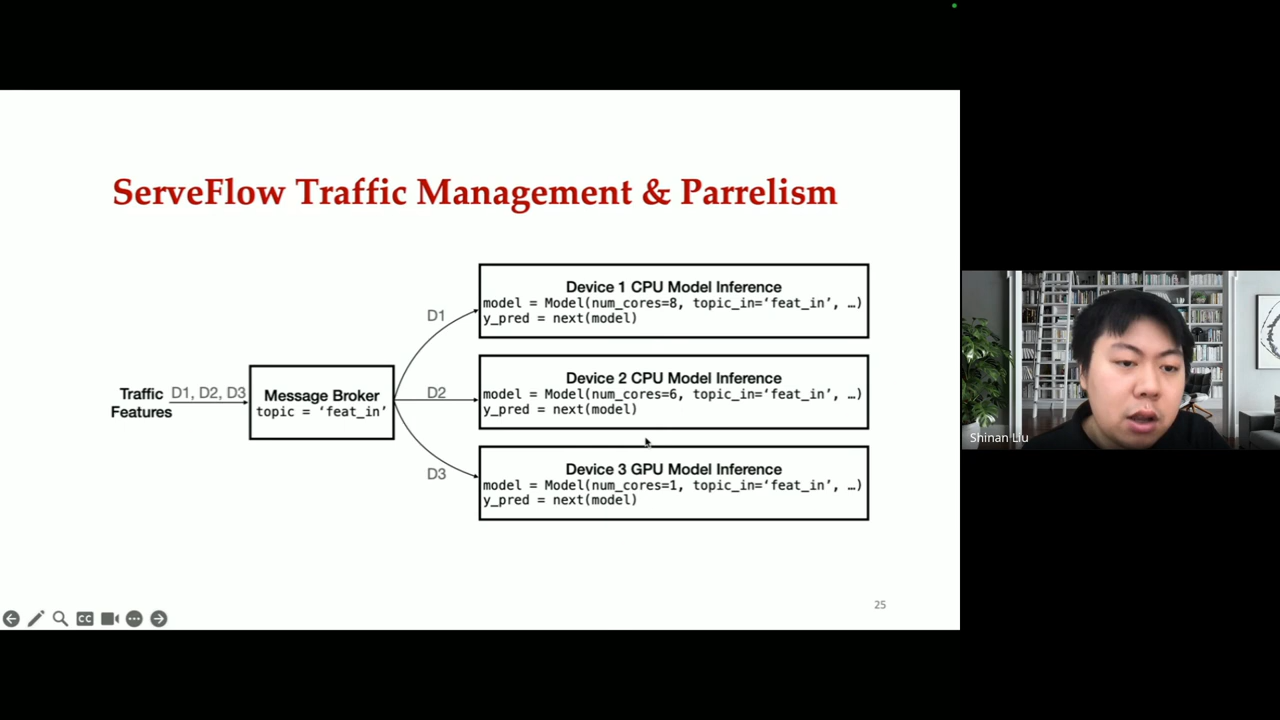 ServeFlow Traffic Management & Parrelism
Device 1 CPU Model Inference
model = Model(num_cores=8, topic_in=‘feat_in’, …)
y_pred = next(model)
D1
Traffic
Features
D1, D2, D3
Message Broker
topic = ‘feat_in’
D2
Device 2 CPU Model Inference
model = Model(num_cores=6, topic_in=‘feat_in’, …)
y_pred = next(model)
D3
Device 3 GPU Model Inference
model = Model(num_cores=1, topic_in=‘feat_in’, …)
y_pred = next(model)
25
CC
Shinan Liu